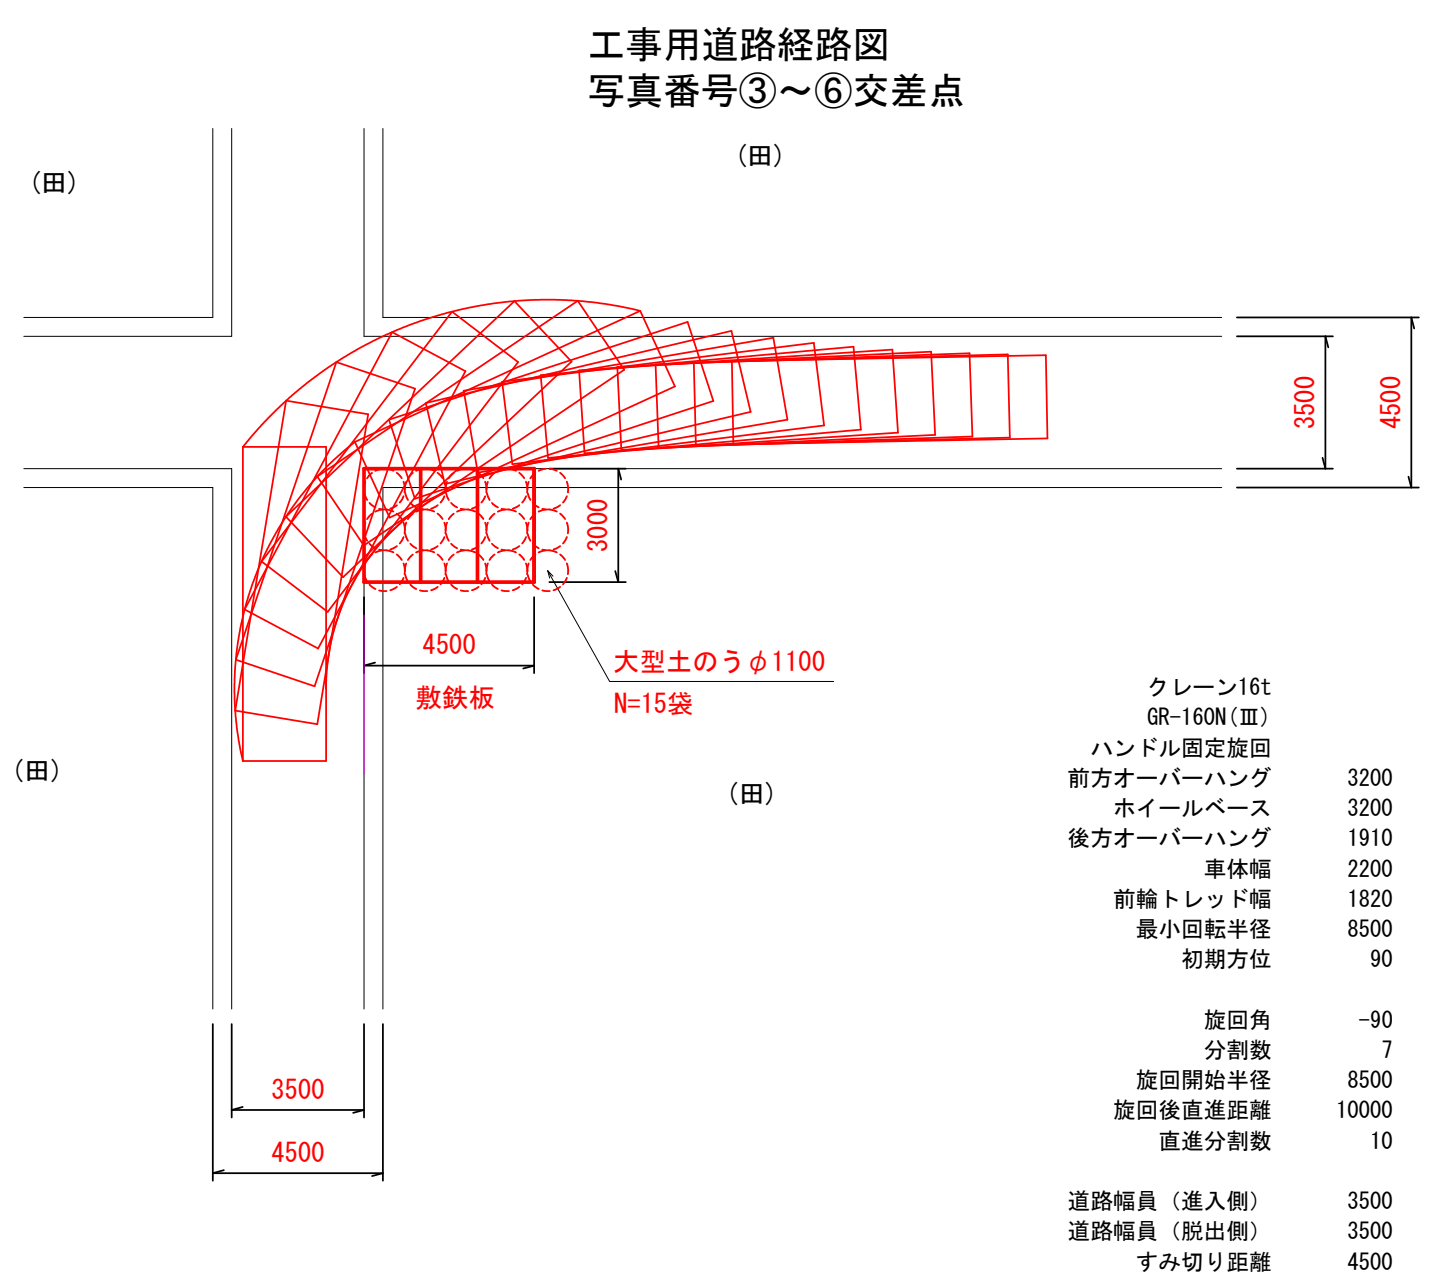 工事用道路経路図
写真番号③～⑥交差点
（田）
（田）
3500
4500
3000
4500
敷鉄板
大型土のうφ1100
N=15袋
（田）
（田）
3500
4500
クレーン16t
GR-160N(Ⅲ)
ハンドル固定旋回
前方オーバーハング 3200
ホイールベース 3200
後方オーバーハング 1910
車体幅 2200
前輪トレッド幅 1820
最小回転半径 8500
初期方位 90
旋回角 -90
分割数 7
旋回開始半径 8500
旋回後直進距離 10000
直進分割数 10
道路幅員（進入側） 3500
道路幅員（脱出側） 3500
すみ切り距離 4500